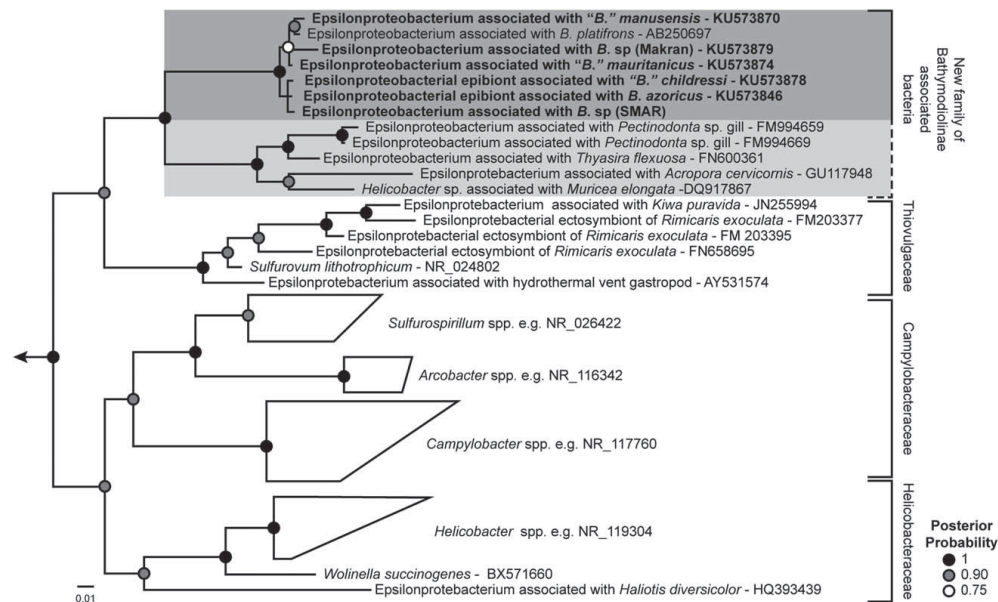 Epsilonproteobacterium associated with “B.” manusensis - KU573870
Epsilonproteobacterium associated with B. platifrons - AB250697
Epsilonproteobacterium associated with B. sp (Makran) - KU573879
Epsilonproteobacterium associated with “B.” mauritanicus - KU573874
Epsilonproteobacterial epibiont associated with “B.” childressi - KU573878
Epsilonproteobacterial epibiont associated with B. azoricus - KU573846
Epsilonproteobacterium associated with B. sp (SMAR)
Epsilonproteobacterium associated with Pectinodonta sp. gill - FM994659
Epsilonproteobacterium associated with Pectinodonta sp. gill - FM994669
Epsilonproteobacterium associated with Thyasira flexuosa - FN600361
Epsilonproteobacterium associated with Acropora cervicornis - GU117948
Helicobacter sp. associated with Muricea elongata -DQ917867
New family of
Bathymodiolinae
associated
bacteria
Epsilonprotebacterium associated with Kiwa puravida - JN255994
Epsilonprotebacterial ectosymbiont of Rimicaris exoculata - FM203377
Epsilonprotebacterial ectosymbiont of Rimicaris exoculata - FM 203395
Epsilonprotebacterial ectosymbiont of Rimicaris exoculata - FN658695
Sulfurovum lithotrophicum - NR_024802
Epsilonprotebacterium associated with hydrothermal vent gastropod - AY531574
Thiovulgaceae
Sulfurospirillum spp. e.g. NR_026422
Arcobacter spp. e.g. NR_116342
Campylobacter spp. e.g. NR_117760
Campylobacteraceae
Helicobacter spp. e.g. NR_119304
Wolinella succinogenes - BX571660
Epsilonproteobacterium associated with Haliotis diversicolor - HQ393439
Helicobacteraceae
Posterior
Probability
1
0.90
0.75
0.01